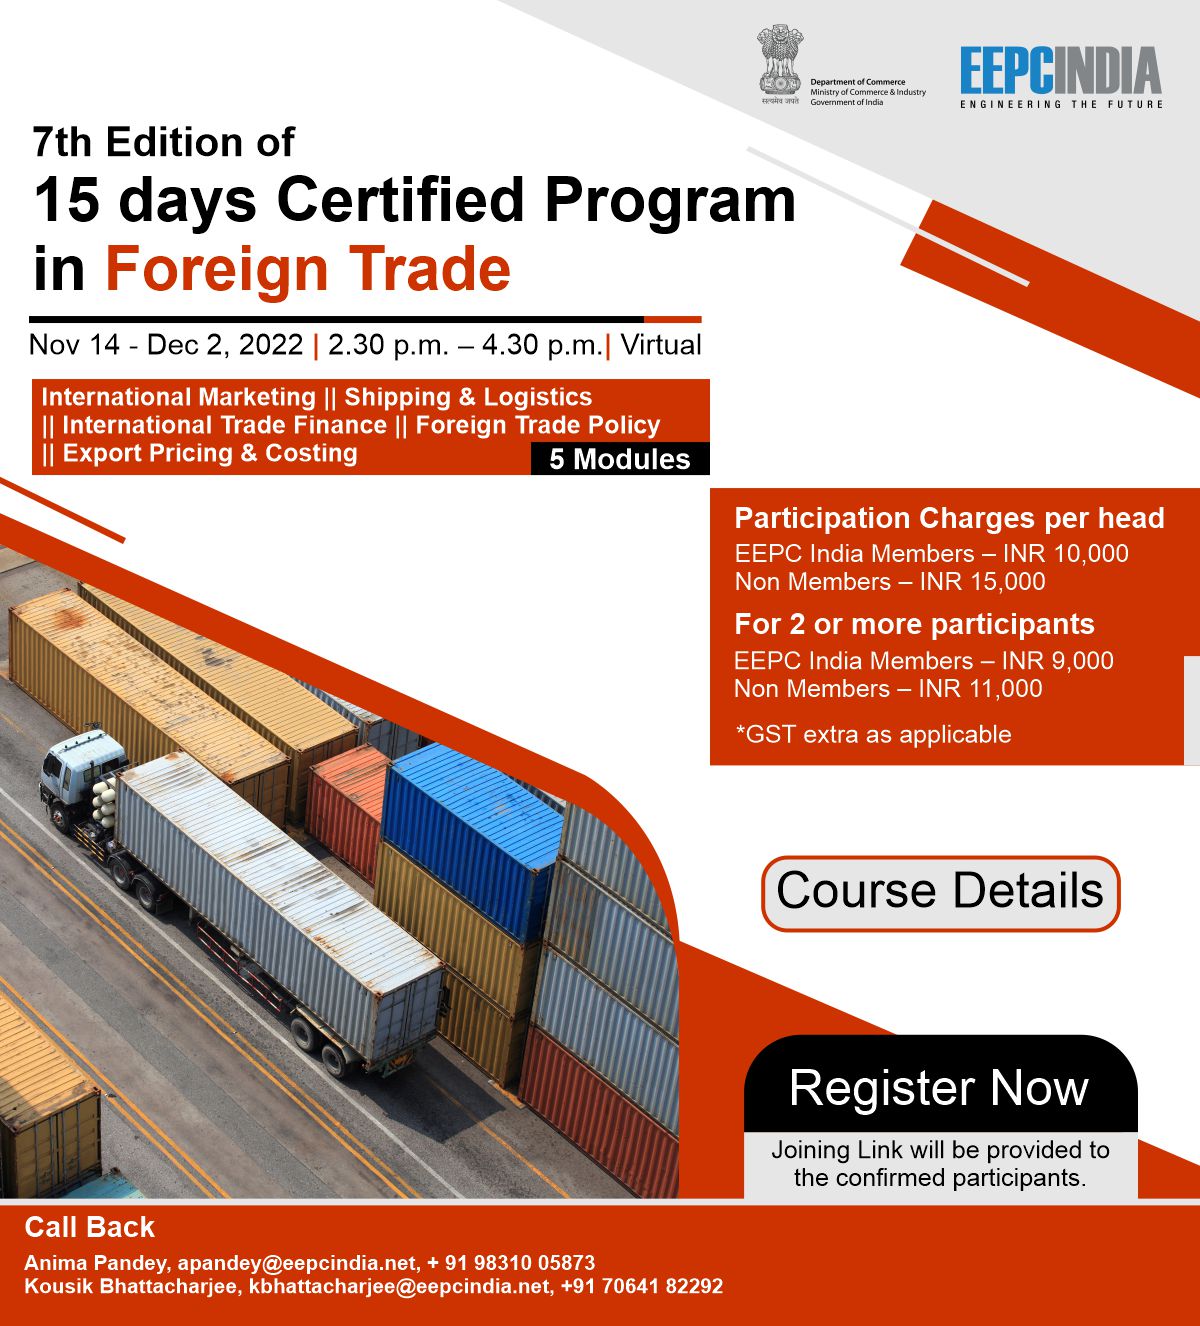 सत्यमेव जयते
Department of Commerce
Ministry of Commerce & Industry
Government of India
EEPCINDIA
ENGINEERING THE FUTURE
7th Edition of
15 days Certified Program
in Foreign Trade
Nov 14 - Dec 2, 2022 | 2.30 p.m. – 4.30 p.m.| Virtual
International Marketing || Shipping & Logistics
|| International Trade Finance || Foreign Trade Policy
|| Export Pricing & Costing
5 Modules
Participation Charges per head
EEPC India Members – INR 10,000
Non Members – INR 15,000
For 2 or more participants
EEPC India Members – INR 9,000
Non Members – INR 11,000
*GST extra as applicable
Course Details
Register Now
Joining Link will be provided to
the confirmed participants.
Call Back
Anima Pandey, apandey@eepcindia.net, + 91 98310 05873
Kousik Bhattacharjee, kbhattacharjee@eepcindia.net, +91 70641 82292